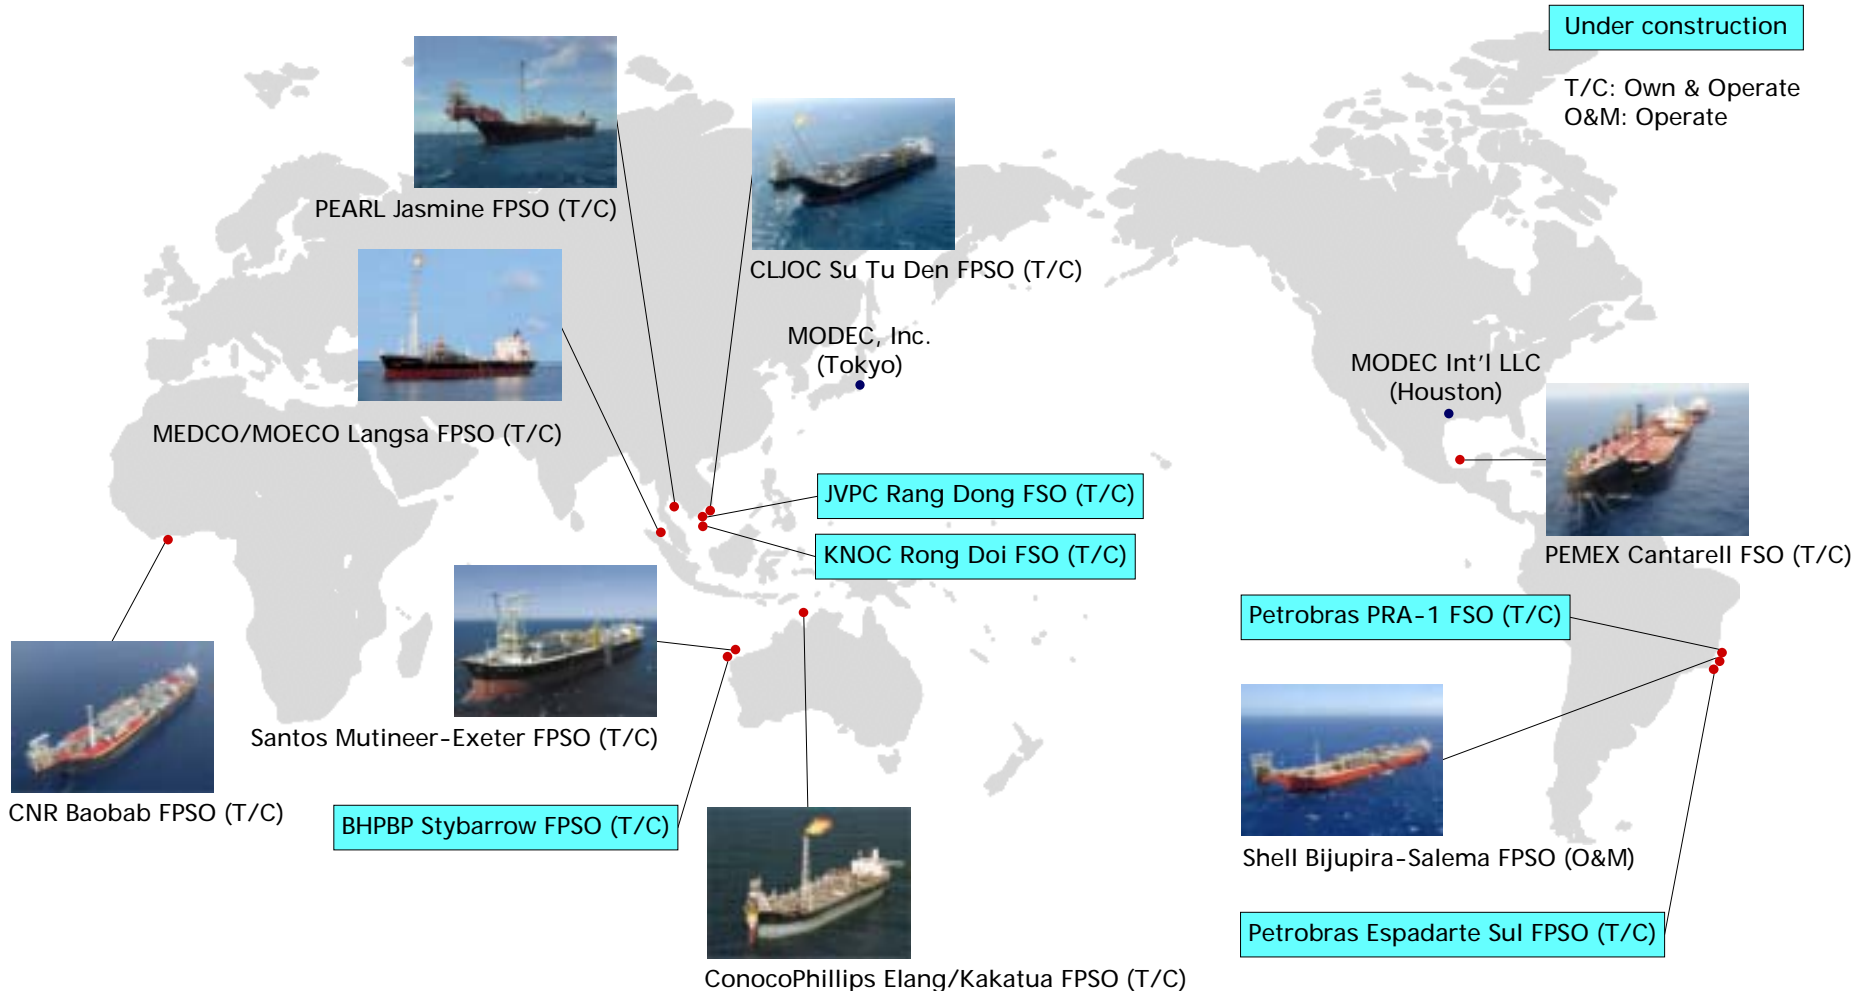 Under construction
T/C: Own & Operate
O&M: Operate
PEARL Jasmine FPSO (T/C)
CLJOC Su Tu Den FPSO (T/C)
MODEC, Inc.
(Tokyo)
MODEC Int'l LLC
(Houston)
MEDCO/MOECO Langsa FPSO (T/C)
JVPC Rang Dong FSO (T/C)
KNOC Rong Doi FSO (T/C)
PEMEX Cantarell FSO (T/C)
Petrobras PRA-1 FSO (T/C)
Santos Mutineer-Exeter FPSO (T/C)
CNR Baobab FPSO (T/C)
BHPBP Stybarrow FPSO (T/C)
Shell Bijupira-Salema FPSO (O&M)
Petrobras Espadarte Sul FPSO (T/C)
ConocoPhillips Elang/Kakatua FPSO (T/C)